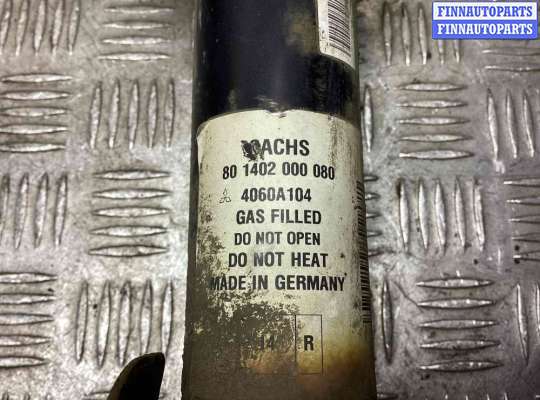 FINNAUTOPARTS
FINNAUTOPARTS
SACHS
80 1402 000 080
4060A104
GAS FILLED
DO NOT OPEN
DO NOT HEAT
MADE IN GERMANY
R